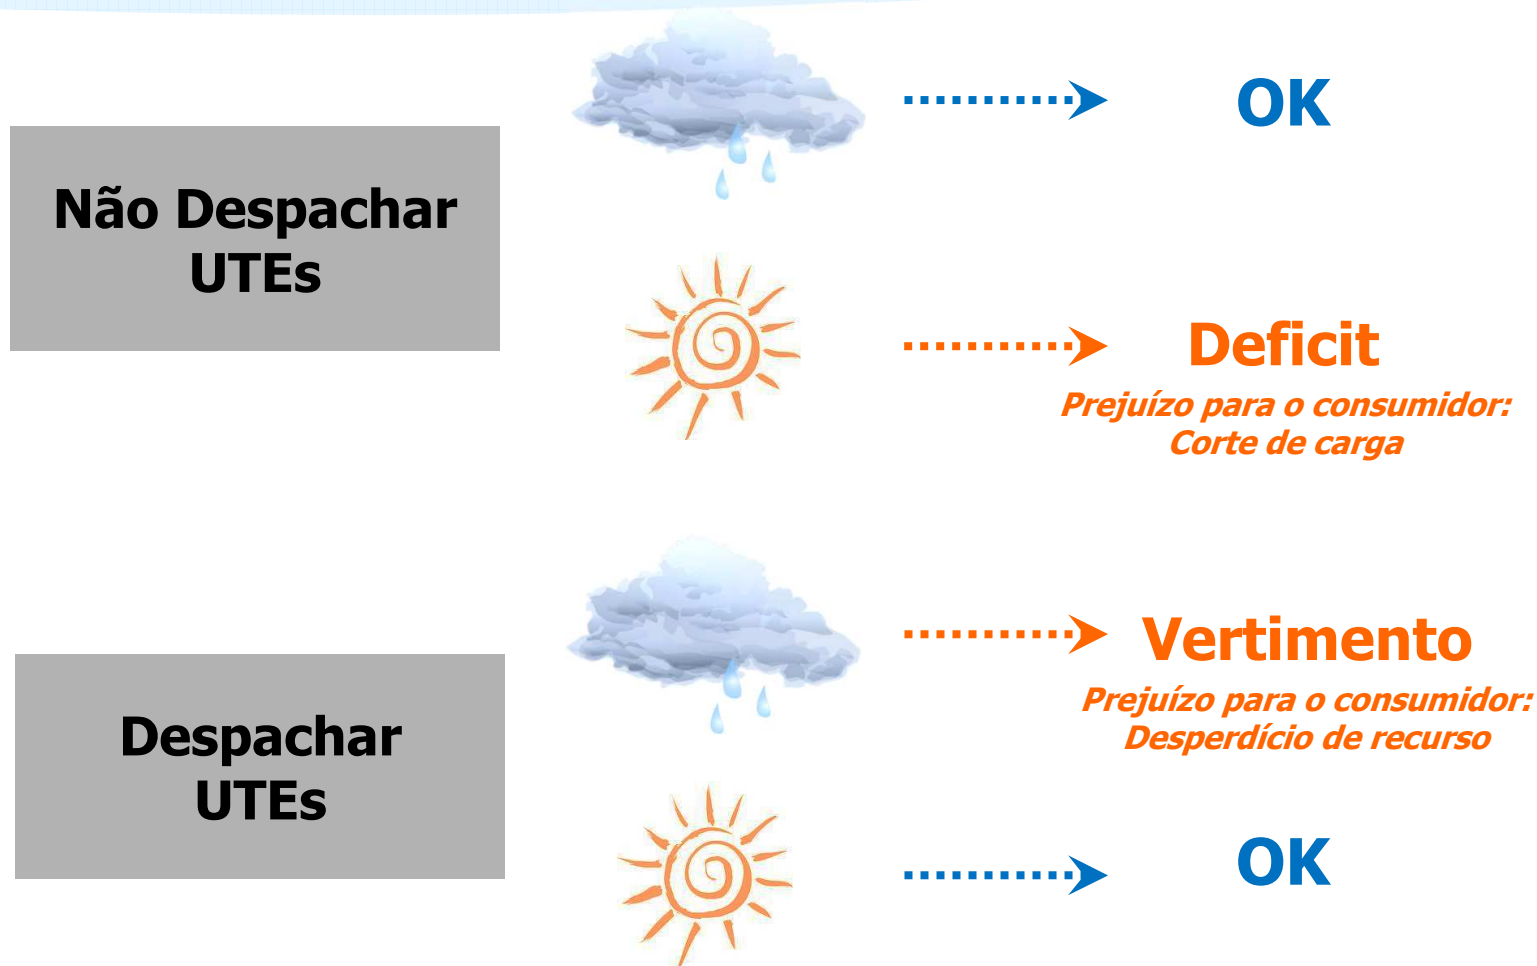 OK
Não Despachar
UTEs
Deficit
Prejuízo para o consumidor:
Corte de carga
Vertimento
Prejuízo para o consumidor:
Desperdício de recurso
Despachar
UTEs
OK